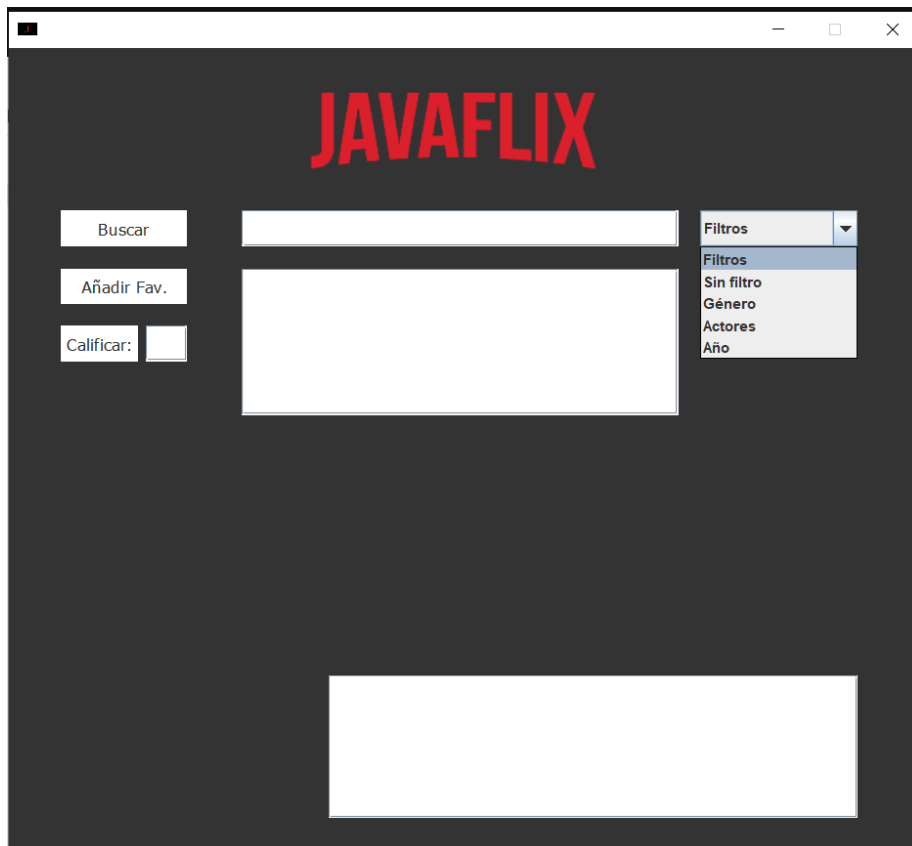 JAVAFLIX
Buscar
Filtros
Filtros
Sin filtro
Género
Actores
Año
Añadir Fav.
Calificar: